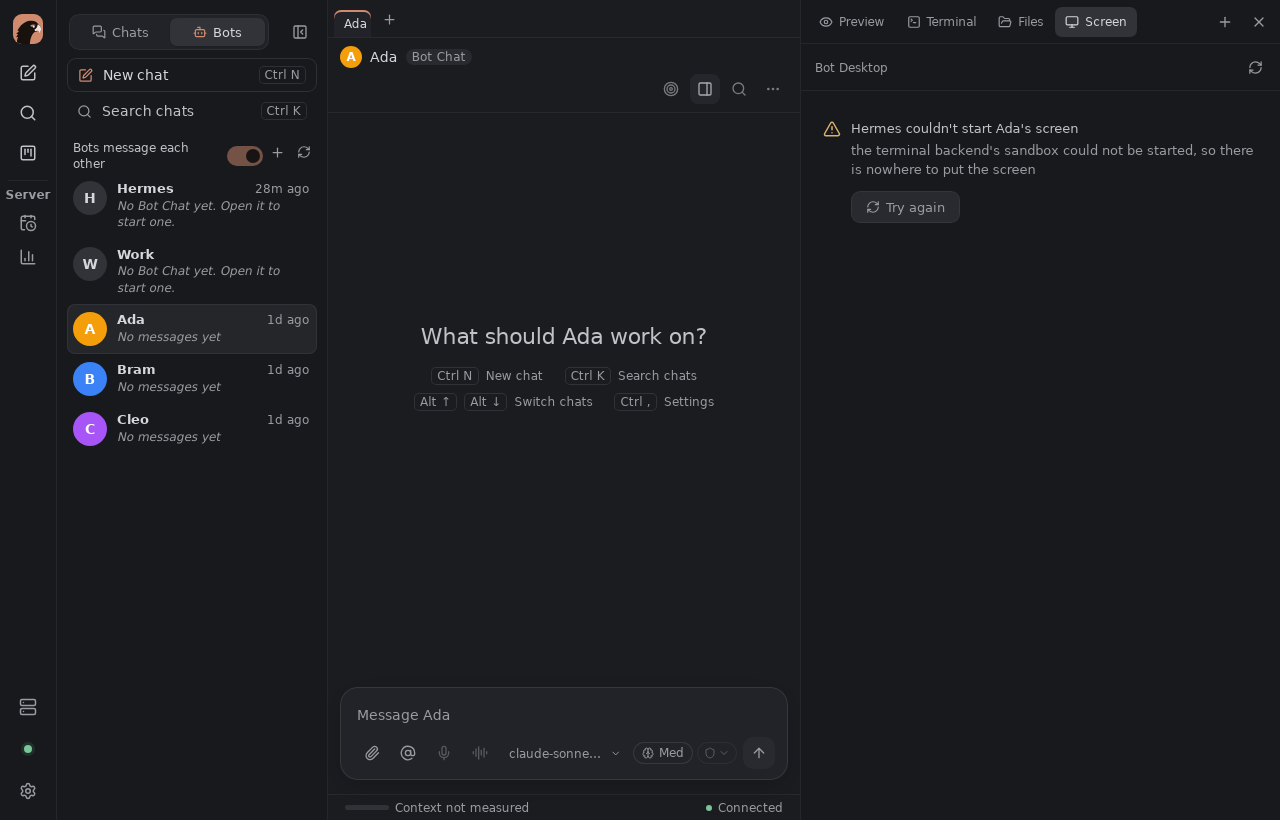 Chats
Bots
New chat
Ctrl N
Search chats
Ctrl K
Bots message each
other
Server
H
Hermes
28m ago
No Bot Chat yet. Open it to
start one.
W
Work
No Bot Chat yet. Open it to
start one.
A
Ada
1d ago
No messages yet
B
Bram
1d ago
No messages yet
C
Cleo
1d ago
No messages yet
Ada
A
Ada
Bot Chat
What should Ada work on?
Ctrl N New chat Ctrl K Search chats
Alt ↑ Alt ↓ Switch chats Ctrl , Settings
Message Ada
claude-sonne...
Med
Context not measured
Connected
Preview
Terminal
Files
Screen
Bot Desktop
Hermes couldn't start Ada's screen
the terminal backend's sandbox could not be started, so there
is nowhere to put the screen
Try again